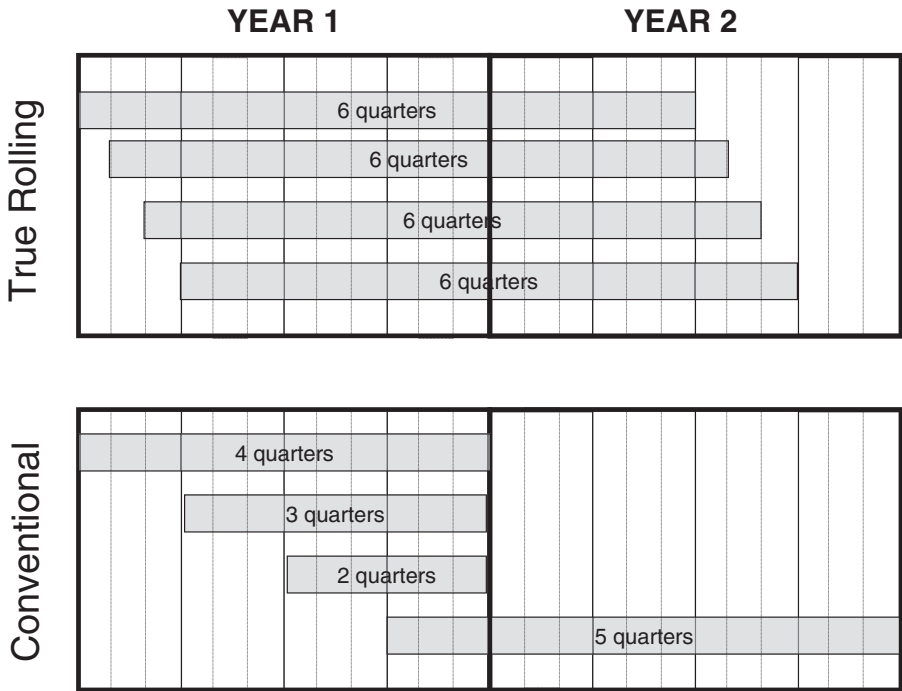 YEAR 1
YEAR 2
True Rolling
6 quarters
6 quarters
6 quarters
6 quarters
Conventional
4 quarters
3 quarters
2 quarters
5 quarters